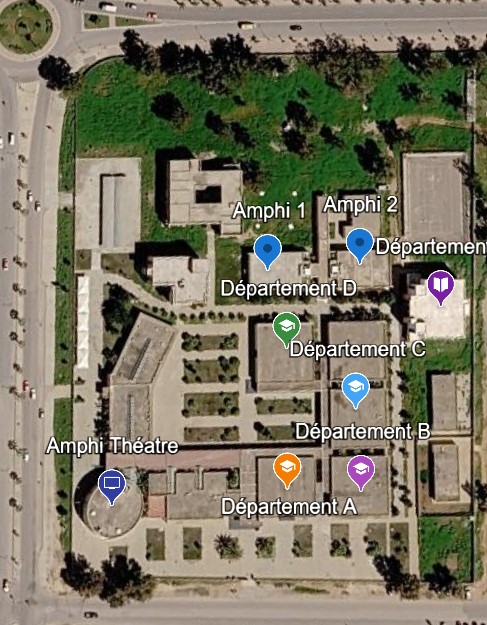 Amphi 1
Amphi 2
Département
Département D
Département C
Département B
Amphi Théatre
Département A